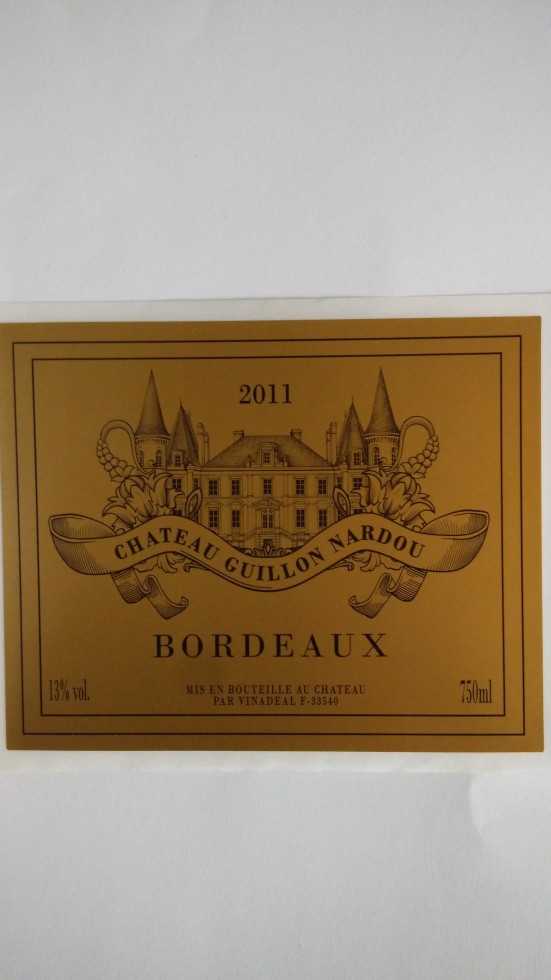 2011
CHATEAU GUILLON NARDOU
BORDEAUX
13% vol.
MIS EN BOUTEILLE AU CHATEAU
PAR VINADEAL F-33540
750ml